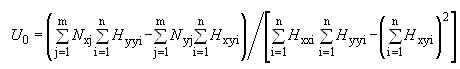 U₀ = ( ∑_{j=1}^{m} N_{xj} ∑_{i=1}^{n} H_{yyi} − ∑_{j=1}^{m} N_{yj} ∑_{i=1}^{n} H_{xyi} ) / [ ∑_{i=1}^{n} H_{xxi} ∑_{i=1}^{n} H_{yyi} − ( ∑_{i=1}^{n} H_{xyi} )² ]